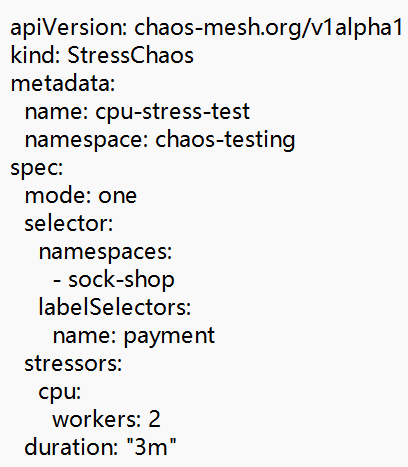 apiVersion: chaos-mesh.org/v1alpha1
kind: StressChaos
metadata:
  name: cpu-stress-test
  namespace: chaos-testing
spec:
  mode: one
  selector:
    namespaces:
      - sock-shop
    labelSelectors:
      name: payment
  stressors:
    cpu:
      workers: 2
  duration: "3m"